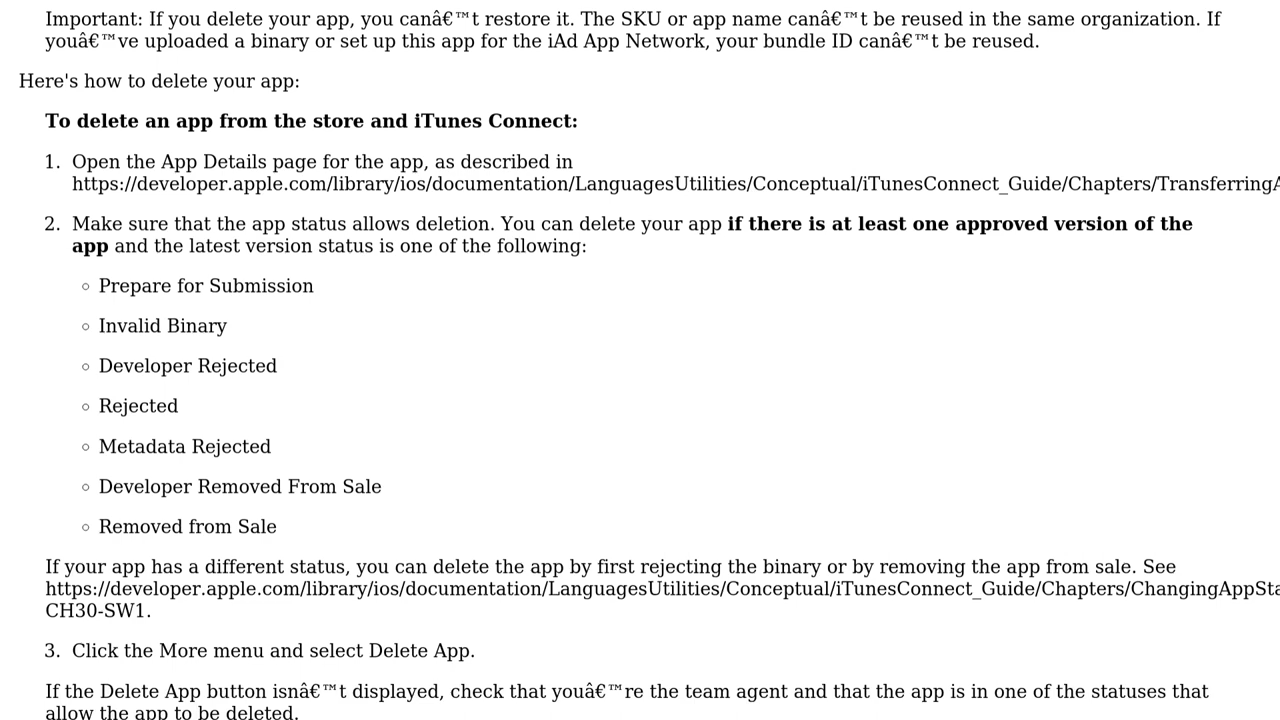 Important: If you delete your app, you canâ€™t restore it. The SKU or app name canâ€™t be reused in the same organization. If
youâ€™ve uploaded a binary or set up this app for the iAd App Network, your bundle ID canâ€™t be reused.
Here's how to delete your app:
To delete an app from the store and iTunes Connect:
1. Open the App Details page for the app, as described in
https://developer.apple.com/library/ios/documentation/LanguagesUtilities/Conceptual/iTunesConnect_Guide/Chapters/TransferringA
2. Make sure that the app status allows deletion. You can delete your app if there is at least one approved version of the
app and the latest version status is one of the following:
◦ Prepare for Submission
◦ Invalid Binary
◦ Developer Rejected
◦ Rejected
◦ Metadata Rejected
◦ Developer Removed From Sale
◦ Removed from Sale
If your app has a different status, you can delete the app by first rejecting the binary or by removing the app from sale. See
https://developer.apple.com/library/ios/documentation/LanguagesUtilities/Conceptual/iTunesConnect_Guide/Chapters/ChangingAppSta
CH30-SW1.
3. Click the More menu and select Delete App.
If the Delete App button isnâ€™t displayed, check that youâ€™re the team agent and that the app is in one of the statuses that
allow the app to be deleted.